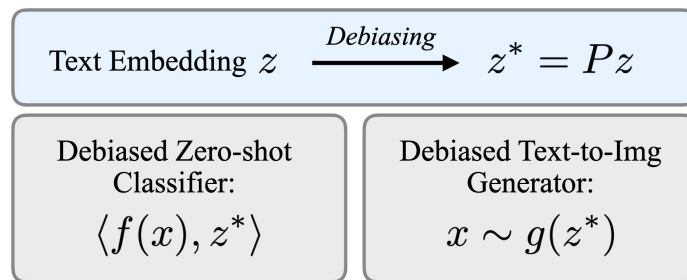 Debiasing
Text Embedding z z* = Pz
Debiased Zero-shot
Classifier:
⟨f(x), z*⟩
Debiased Text-to-Img
Generator:
x ∼ g(z*)